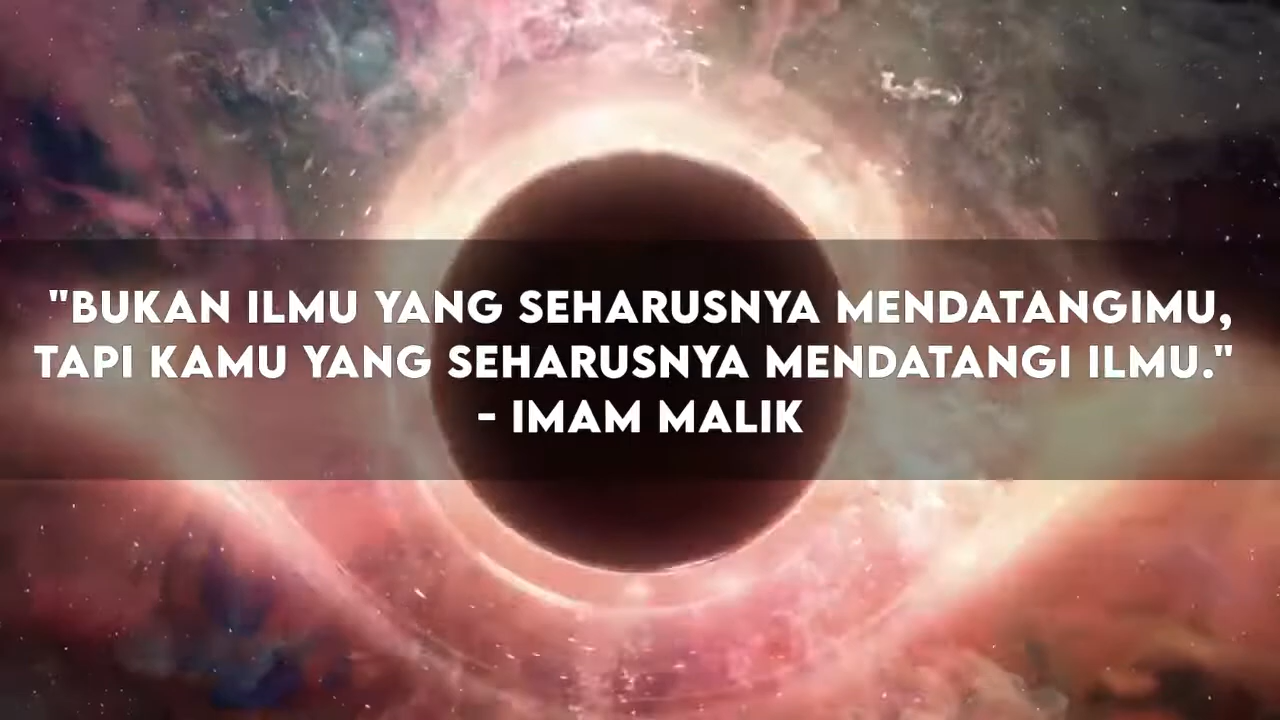 "BUKAN ILMU YANG SEHARUSNYA MENDATANGIMU,
TAPI KAMU YANG SEHARUSNYA MENDATANGI ILMU."
- IMAM MALIK